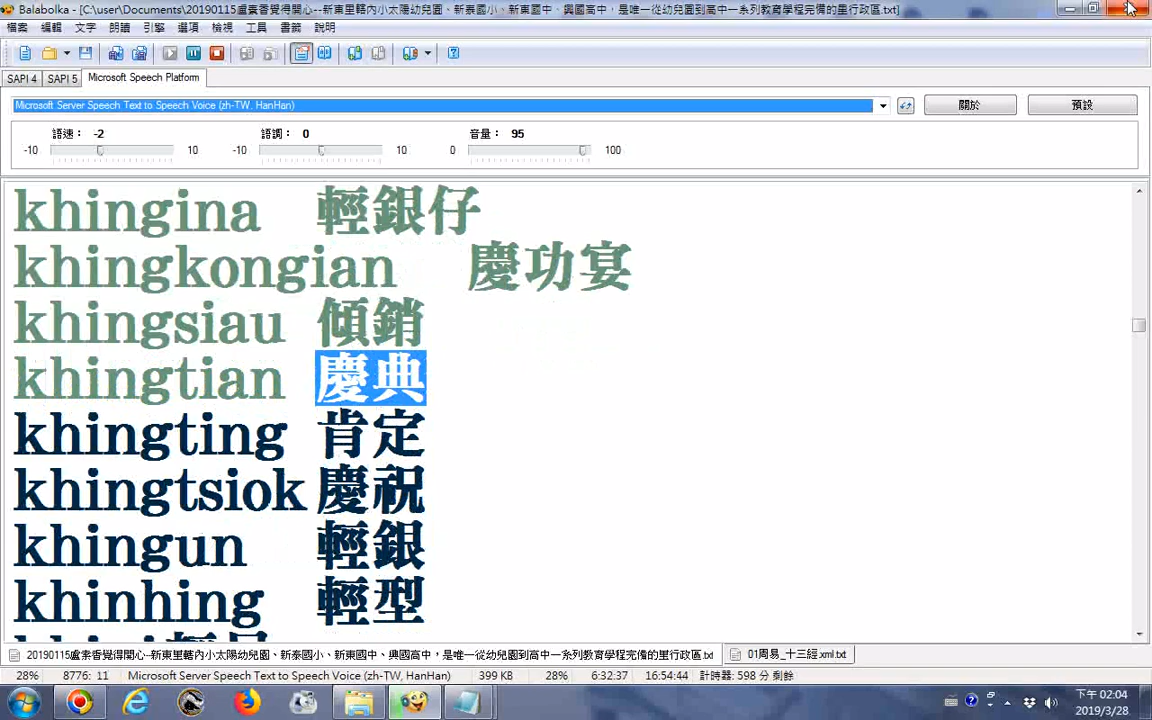 Balabolka - [C:\user\Documents\20190115盧素香覺得開心--新東里轄內小太陽幼兒園、新泰國小、新東國中、興國高中，是唯一從幼兒園到高中一系列教育學程完備的里行政區.txt]
檔案 編輯 文字 朗讀 引擎 選項 檢視 工具 書籤 說明
SAPI 4 SAPI 5 Microsoft Speech Platform
Microsoft Server Speech Text to Speech Voice (zh-TW, HanHan) 關於 預設
語速： -2 語調： 0 音量： 95
-10 10 -10 10 0 100
khingina 輕銀仔
khingkongian 慶功宴
khingsiau 傾銷
khingtian 慶典
khingting 肯定
khingtsiok 慶祝
khingun 輕銀
khinhing 輕型
20190115盧素香覺得開心--新東里轄內小太陽幼兒園、新泰國小、新東國中、興國高中，是唯一從幼兒園到高中一系列教育學程完備的里行政區.txt 01周易_十三經.xml.txt
28% 8776: 11 Microsoft Server Speech Text to Speech Voice (zh-TW, HanHan) 399 KB 28% 6:32:37 16:54:44 計時器: 598 分 剩餘
下午 02:04
2019/3/28